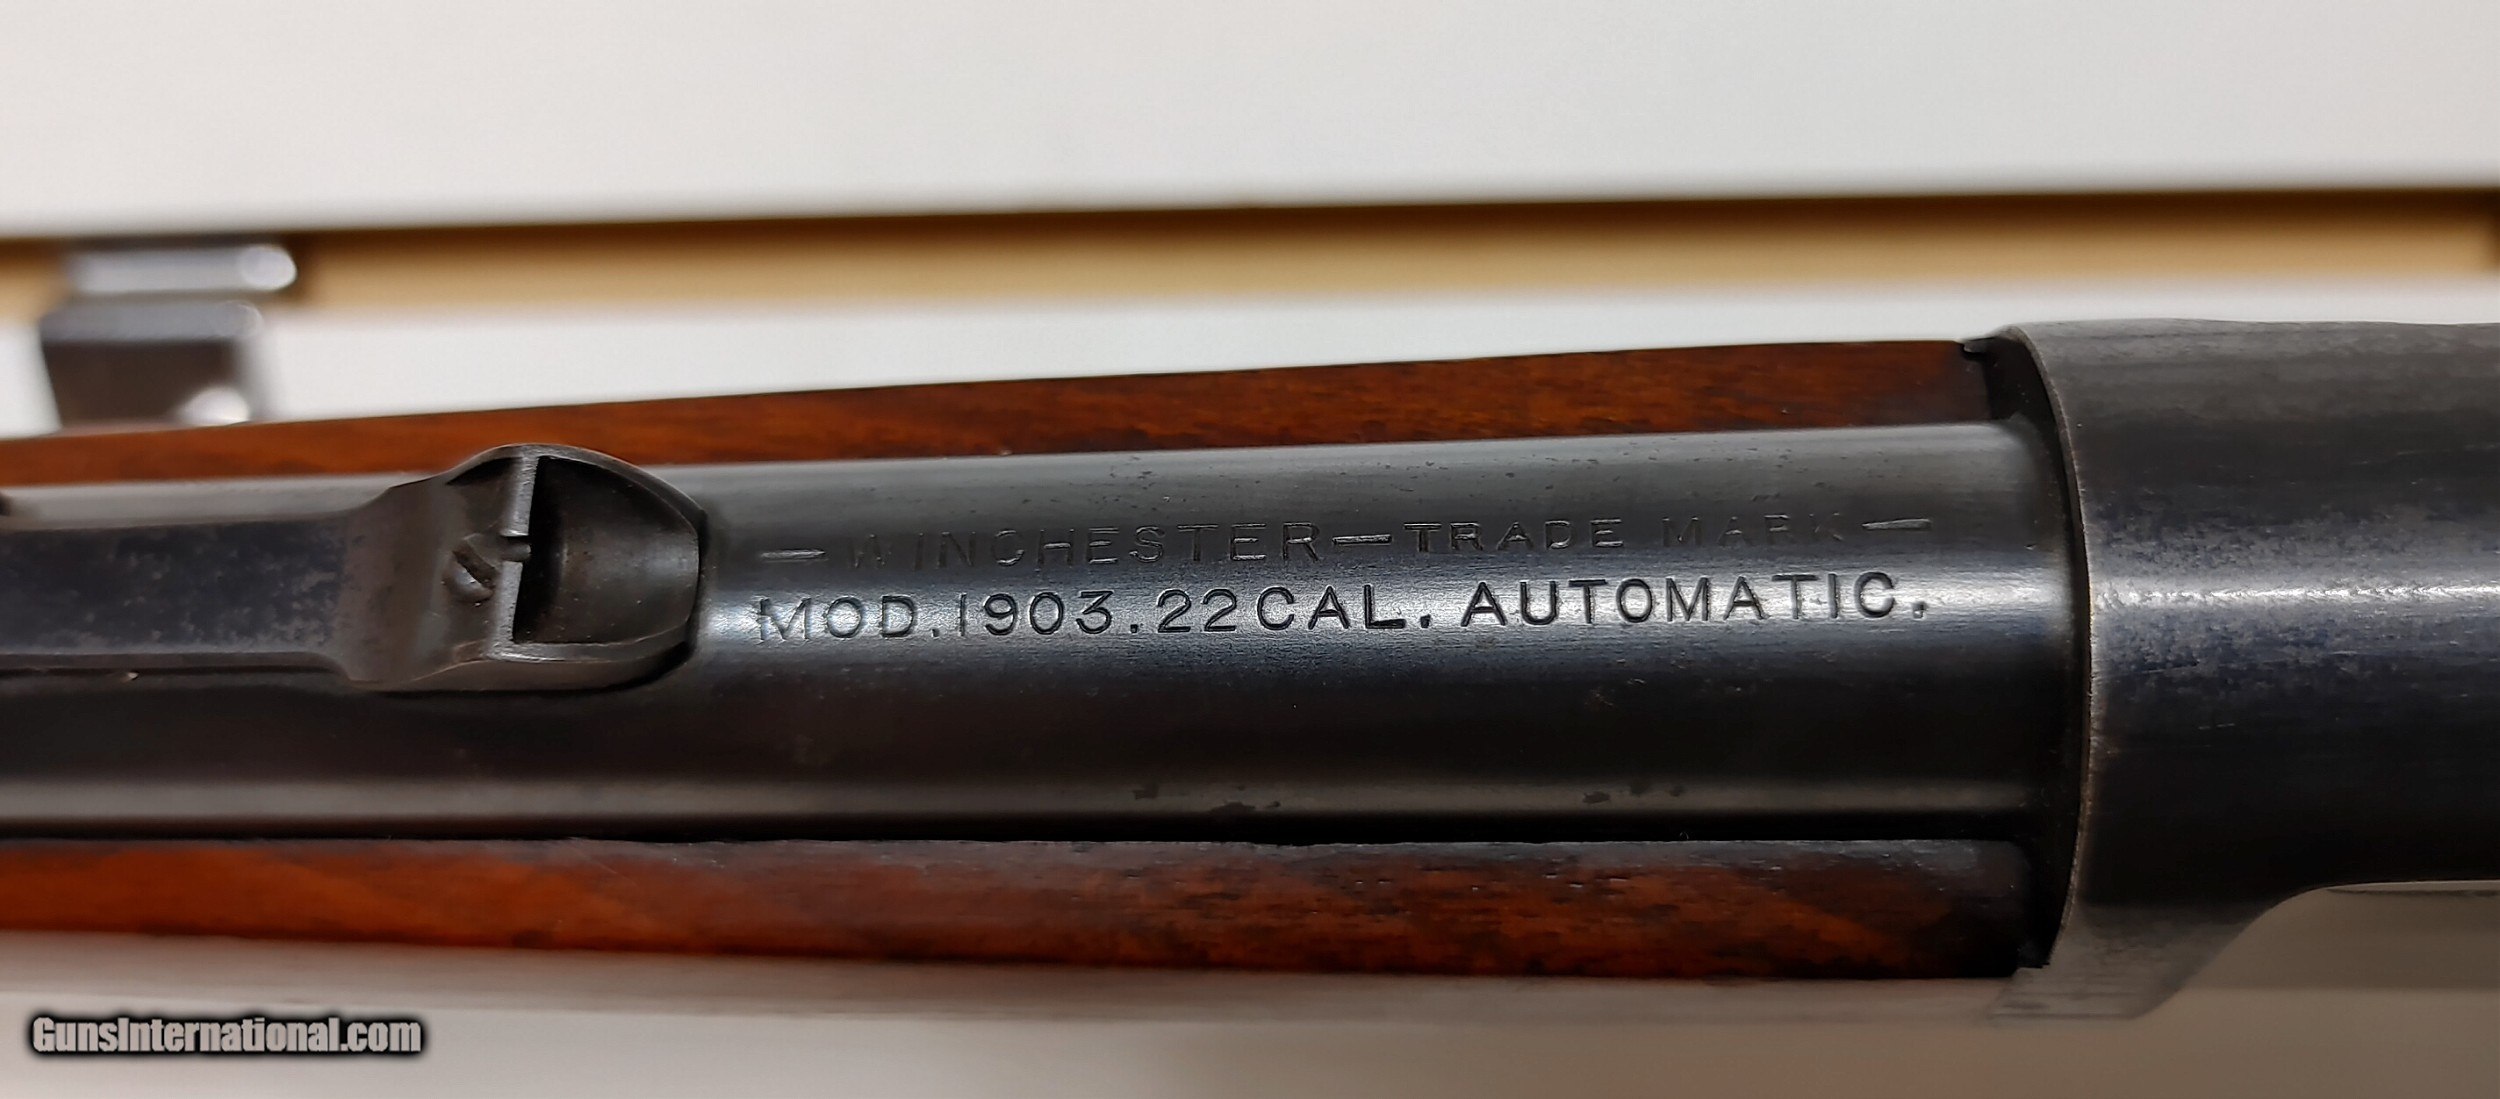 —WINCHESTER—TRADE MARK—
MOD.1903.22CAL. AUTOMATIC.
GunsInternational.com